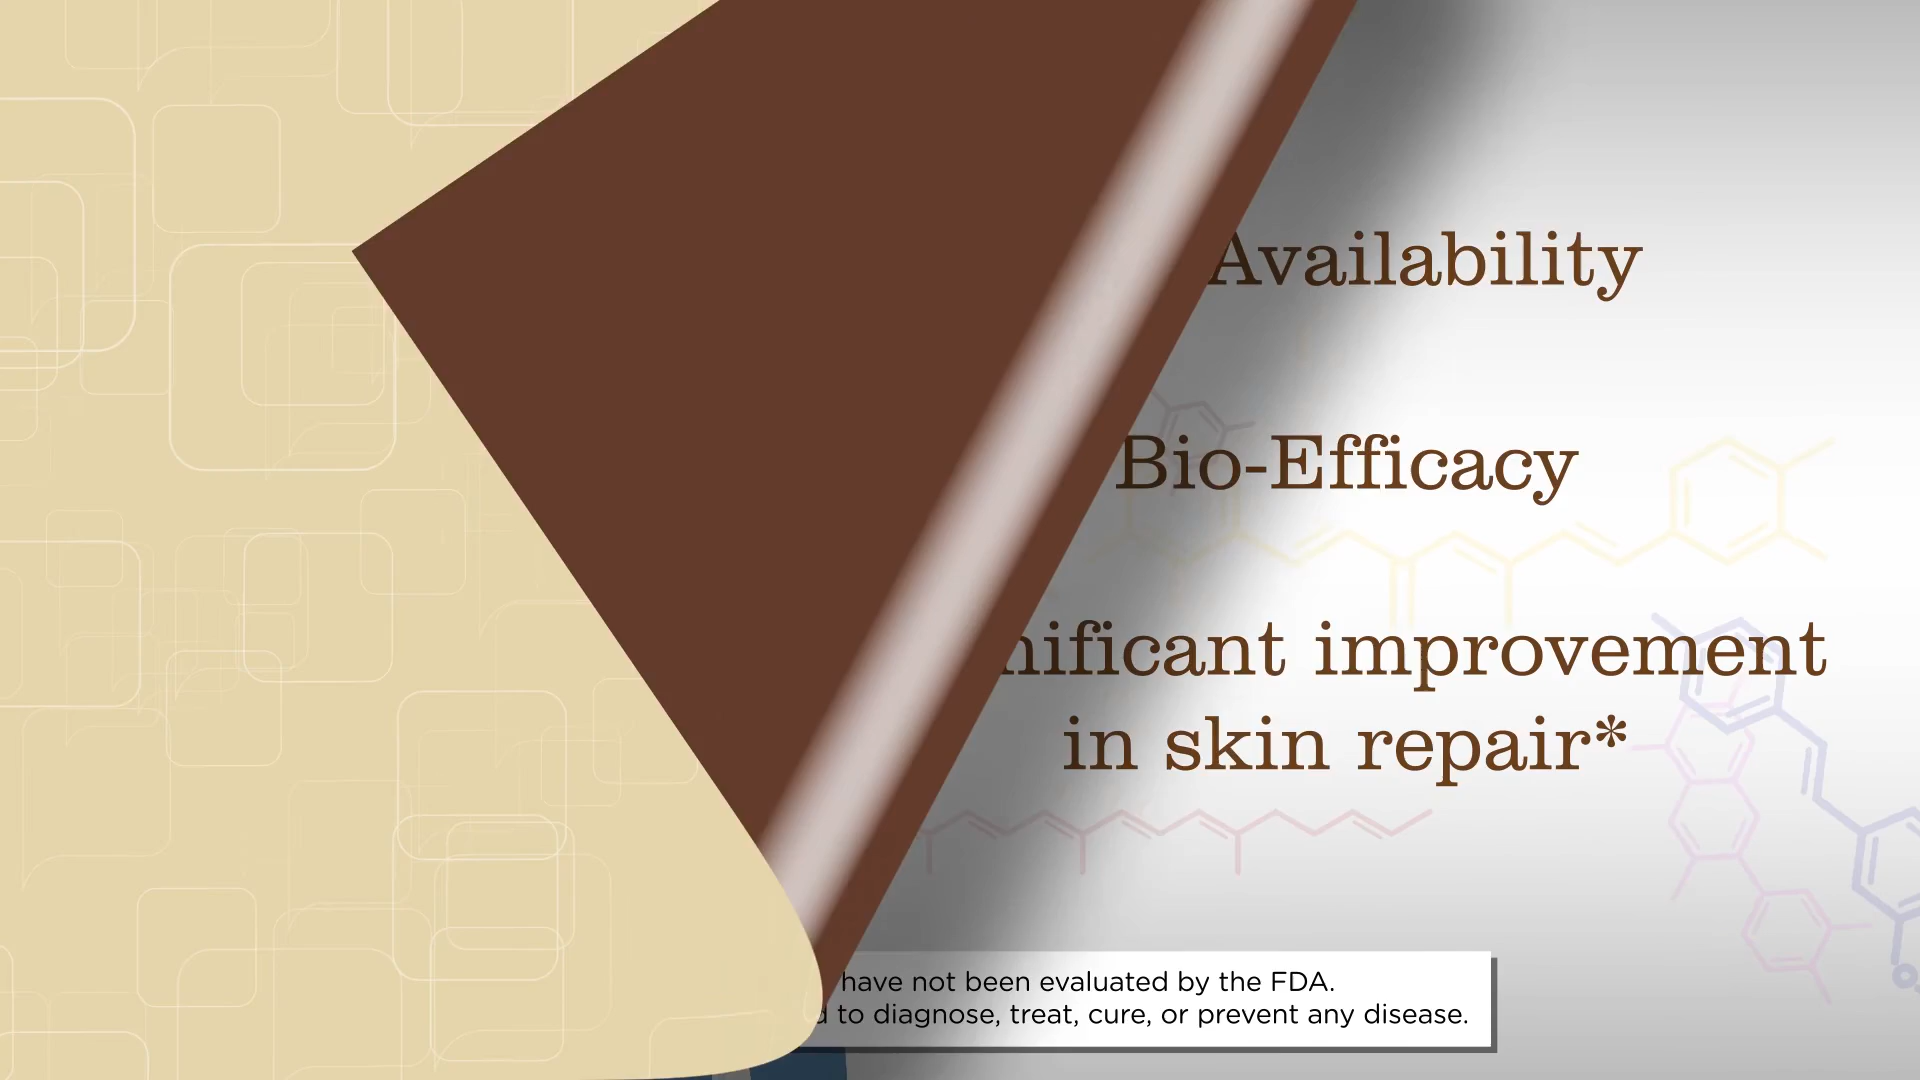 Availability
Bio-Efficacy
improvement
in skin repair*
have not been evaluated by the FDA.
to diagnose, treat, cure, or prevent any disease.